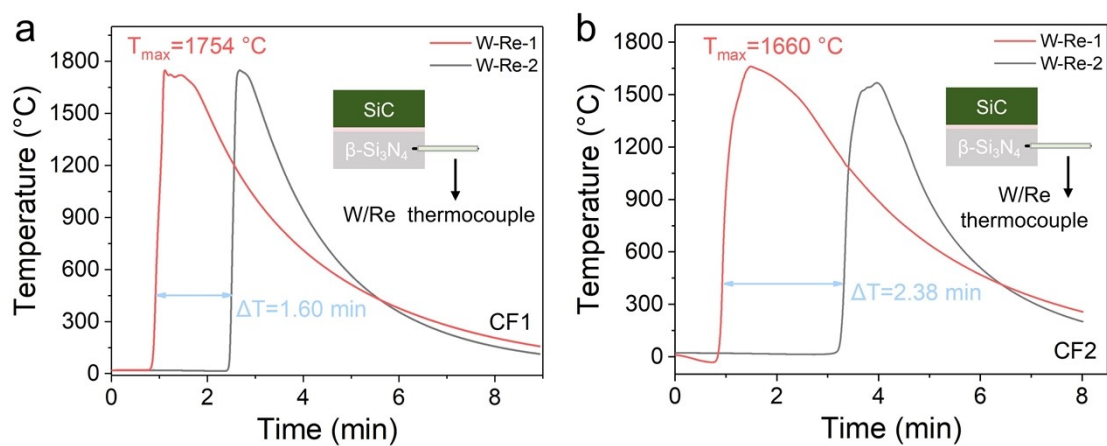 a
T_max=1754 °C
W-Re-1
W-Re-2
SiC
β-Si₃N₄
W/Re thermocouple
ΔT=1.60 min
CF1
Temperature (°C)
1800
1500
1200
900
600
300
0
0 2 4 6 8
Time (min)
b
T_max=1660 °C
W-Re-1
W-Re-2
SiC
β-Si₃N₄
W/Re
thermocouple
ΔT=2.38 min
CF2
Temperature (°C)
1800
1500
1200
900
600
300
0
0 2 4 6 8
Time (min)